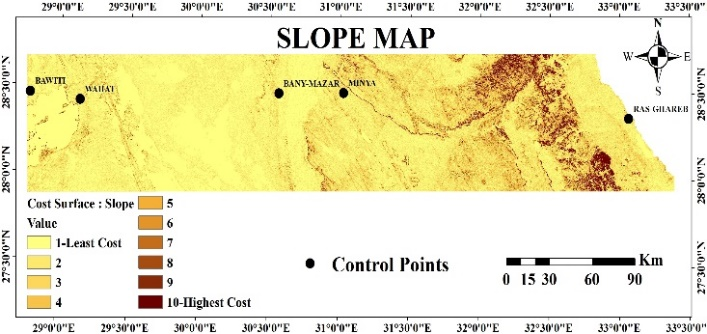 29°0'0"E 29°30'0"E 30°0'0"E 30°30'0"E 31°0'0"E 31°30'0"E 32°0'0"E 32°30'0"E 33°0'0"E 33°30'0"E
SLOPE MAP
N
W E
S
28°30'0"N
28°0'0"N
27°30'0"N
BAWITI
WAHAT
BANY-MAZAR
MINYA
RAS GHAREB
28°30'0"N
28°0'0"N
27°30'0"N
Cost Surface : Slope
Value
1-Least Cost
2
3
4
5
6
7
8
9
10-Highest Cost
Control Points
Km
0 15 30 60 90
29°0'0"E 29°30'0"E 30°0'0"E 30°30'0"E 31°0'0"E 31°30'0"E 32°0'0"E 32°30'0"E 33°0'0"E 33°30'0"E